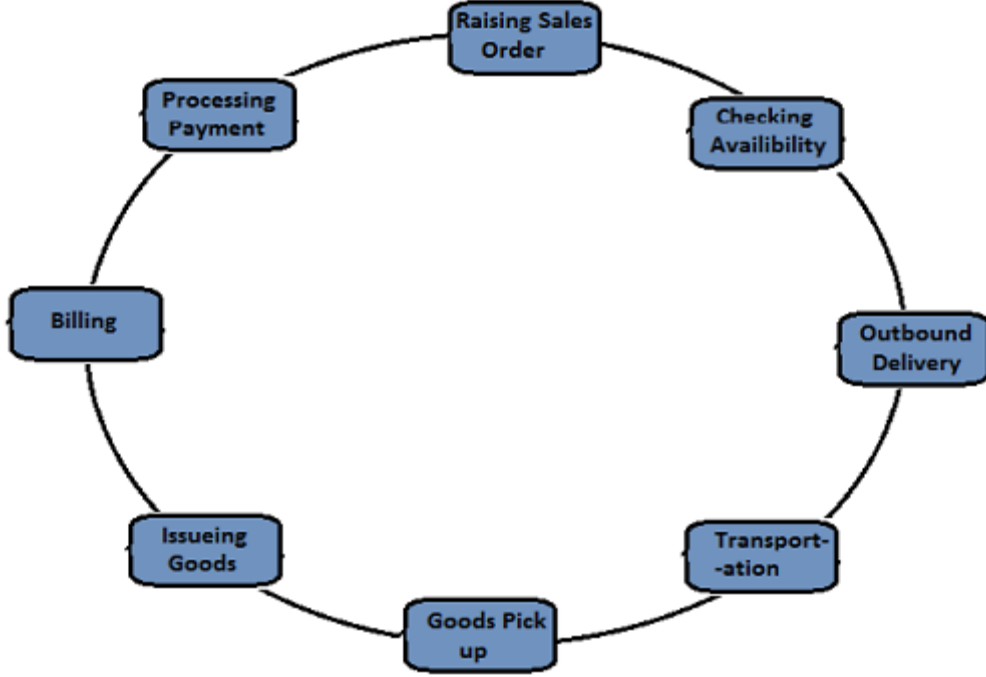 Raising Sales
Order
Checking
Availibility
Outbound
Delivery
Transport-
-ation
Goods Pick
up
Issueing
Goods
Billing
Processing
Payment